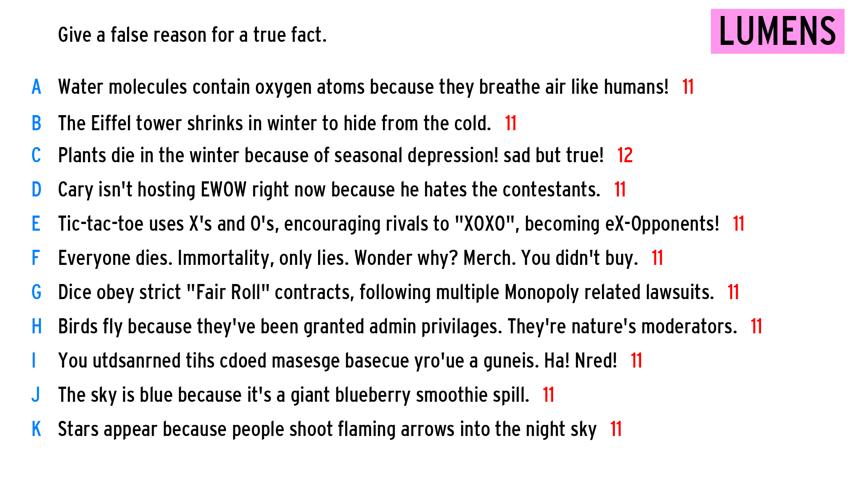 Give a false reason for a true fact.
LUMENS
A Water molecules contain oxygen atoms because they breathe air like humans! 11
B The Eiffel tower shrinks in winter to hide from the cold. 11
C Plants die in the winter because of seasonal depression! sad but true! 12
D Cary isn't hosting EWOW right now because he hates the contestants. 11
E Tic-tac-toe uses X's and O's, encouraging rivals to "XOXO", becoming eX-Opponents! 11
F Everyone dies. Immortality, only lies. Wonder why? Merch. You didn't buy. 11
G Dice obey strict "Fair Roll" contracts, following multiple Monopoly related lawsuits. 11
H Birds fly because they've been granted admin privilages. They're nature's moderators. 11
I You utdsanrned tihs cdoed masesge basecue yro'ue a guneis. Ha! Nred! 11
J The sky is blue because it's a giant blueberry smoothie spill. 11
K Stars appear because people shoot flaming arrows into the night sky 11